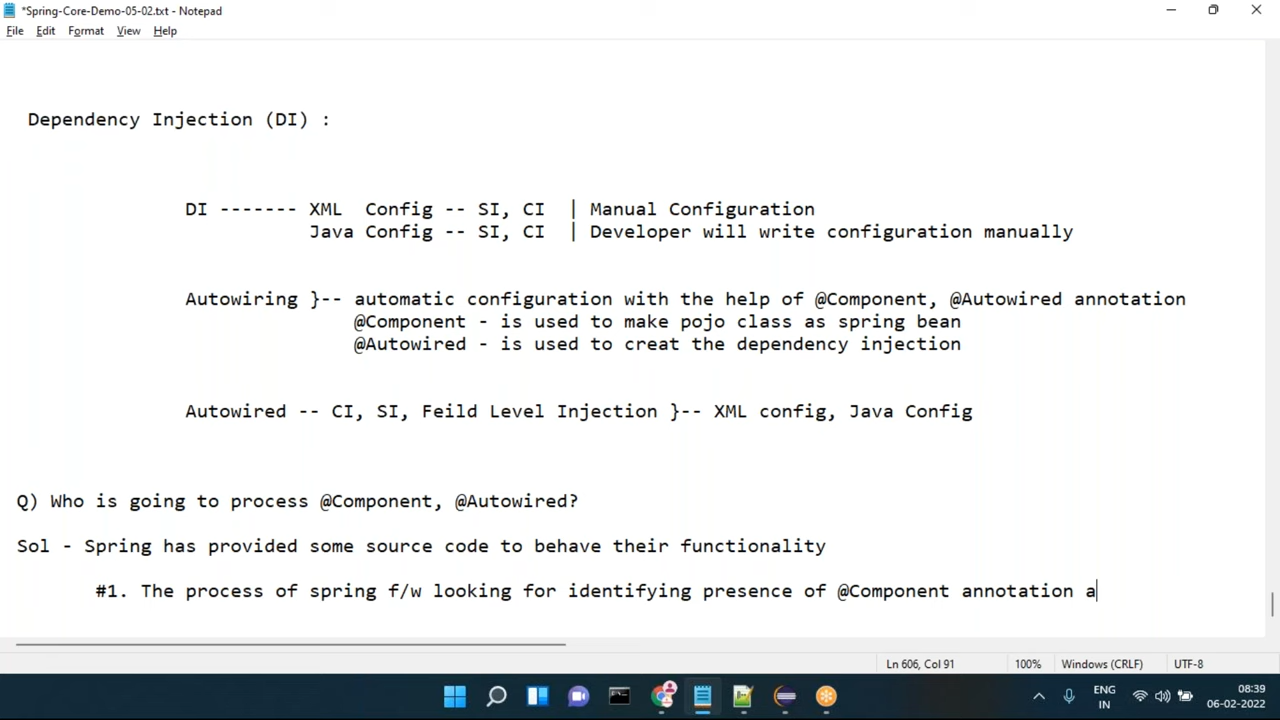 *Spring-Core-Demo-05-02.txt - Notepad
File Edit Format View Help
Dependency Injection (DI) :
DI ------- XML Config -- SI, CI | Manual Configuration
Java Config -- SI, CI | Developer will write configuration manually
Autowiring }-- automatic configuration with the help of @Component, @Autowired annotation
@Component - is used to make pojo class as spring bean
@Autowired - is used to creat the dependency injection
Autowired -- CI, SI, Feild Level Injection }-- XML config, Java Config
Q) Who is going to process @Component, @Autowired?
Sol - Spring has provided some source code to behave their functionality
#1. The process of spring f/w looking for identifying presence of @Component annotation a
Ln 606, Col 91 100% Windows (CRLF) UTF-8
ENG 08:39
IN 06-02-2022